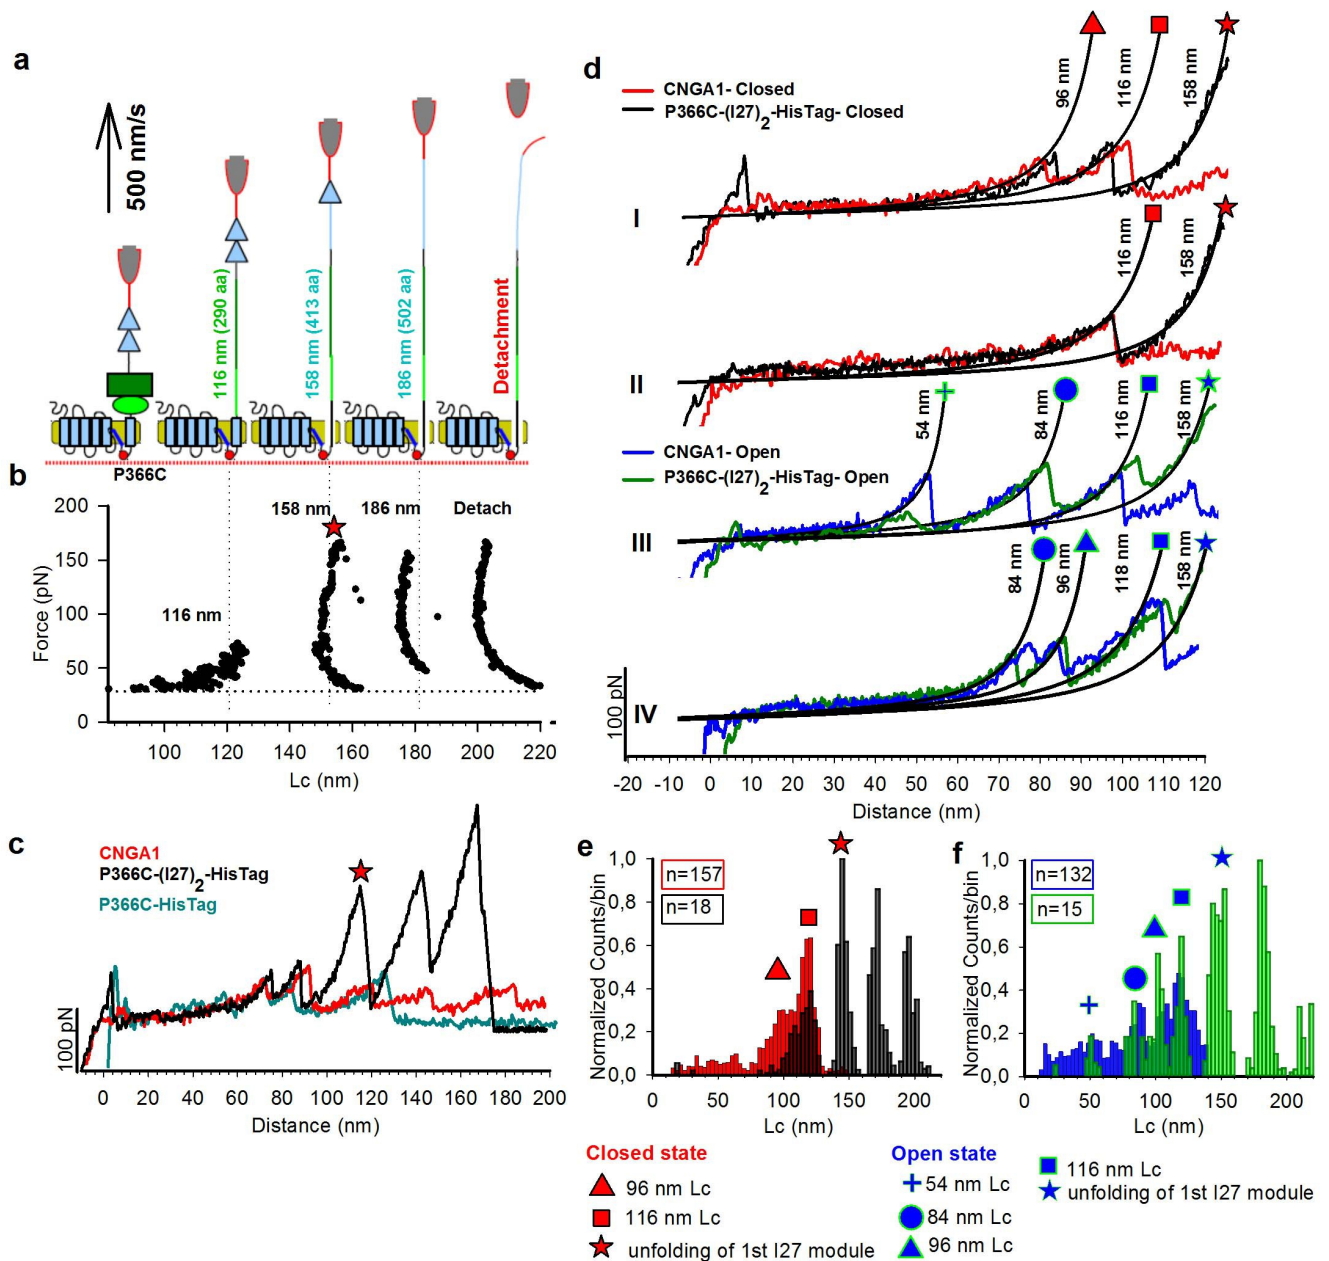 a
500 nm/s
116 nm (290 aa)
158 nm (413 aa)
186 nm (502 aa)
Detachment
P366C
b
200
150
100
50
0
Force (pN)
116 nm
158 nm
186 nm
Detach
100 120 140 160 180 200 220
Lc (nm)
c
CNGA1
P366C-(I27)2-HisTag
P366C-HisTag
100 pN
0 20 40 60 80 100 120 140 160 180 200
Distance (nm)
d
CNGA1- Closed
P366C-(I27)2-HisTag- Closed
96 nm
116 nm
158 nm
I
116 nm
158 nm
II
CNGA1- Open
P366C-(I27)2-HisTag- Open
54 nm
84 nm
116 nm
158 nm
III
84 nm
96 nm
118 nm
158 nm
IV
100 pN
-20 -10 0 10 20 30 40 50 60 70 80 90 100 110 120
Distance (nm)
e
n=157
n=18
1,0
0,8
0,6
0,4
0,2
0,0
Normalized Counts/bin
0 50 100 150 200
Lc (nm)
f
n=132
n=15
1,0
0,8
0,6
0,4
0,2
0,0
Normalized Counts/bin
0 50 100 150 200
Lc (nm)
Closed state
96 nm Lc
116 nm Lc
unfolding of 1st I27 module
Open state
54 nm Lc
84 nm Lc
96 nm Lc
116 nm Lc
unfolding of 1st I27 module